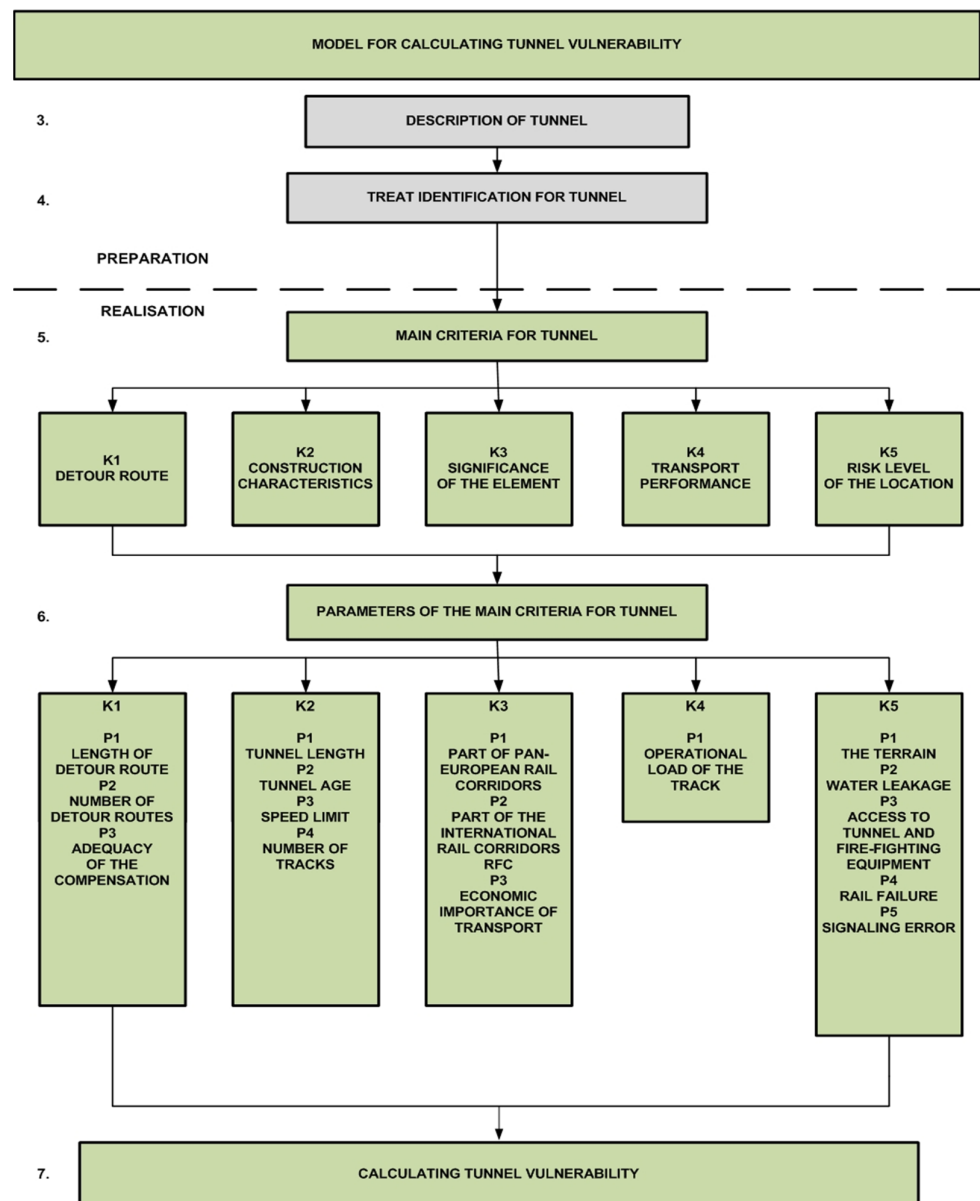 MODEL FOR CALCULATING TUNNEL VULNERABILITY
3.
DESCRIPTION OF TUNNEL
4.
TREAT IDENTIFICATION FOR TUNNEL
PREPARATION
REALISATION
5.
MAIN CRITERIA FOR TUNNEL
K1
DETOUR ROUTE
K2
CONSTRUCTION
CHARACTERISTICS
K3
SIGNIFICANCE
OF THE ELEMENT
K4
TRANSPORT
PERFORMANCE
K5
RISK LEVEL
OF THE LOCATION
6.
PARAMETERS OF THE MAIN CRITERIA FOR TUNNEL
K1
P1
LENGTH OF
DETOUR ROUTE
P2
NUMBER OF
DETOUR ROUTES
P3
ADEQUACY
OF THE
COMPENSATION
K2
P1
TUNNEL LENGTH
P2
TUNNEL AGE
P3
SPEED LIMIT
P4
NUMBER OF
TRACKS
K3
P1
PART OF PAN-
EUROPEAN RAIL
CORRIDORS
P2
PART OF THE
INTERNATIONAL
RAIL CORRIDORS
RFC
P3
ECONOMIC
IMPORTANCE OF
TRANSPORT
K4
P1
OPERATIONAL
LOAD OF THE
TRACK
K5
P1
THE TERRAIN
P2
WATER LEAKAGE
P3
ACCESS TO
TUNNEL AND
FIRE-FIGHTING
EQUIPMENT
P4
RAIL FAILURE
P5
SIGNALING ERROR
7.
CALCULATING TUNNEL VULNERABILITY